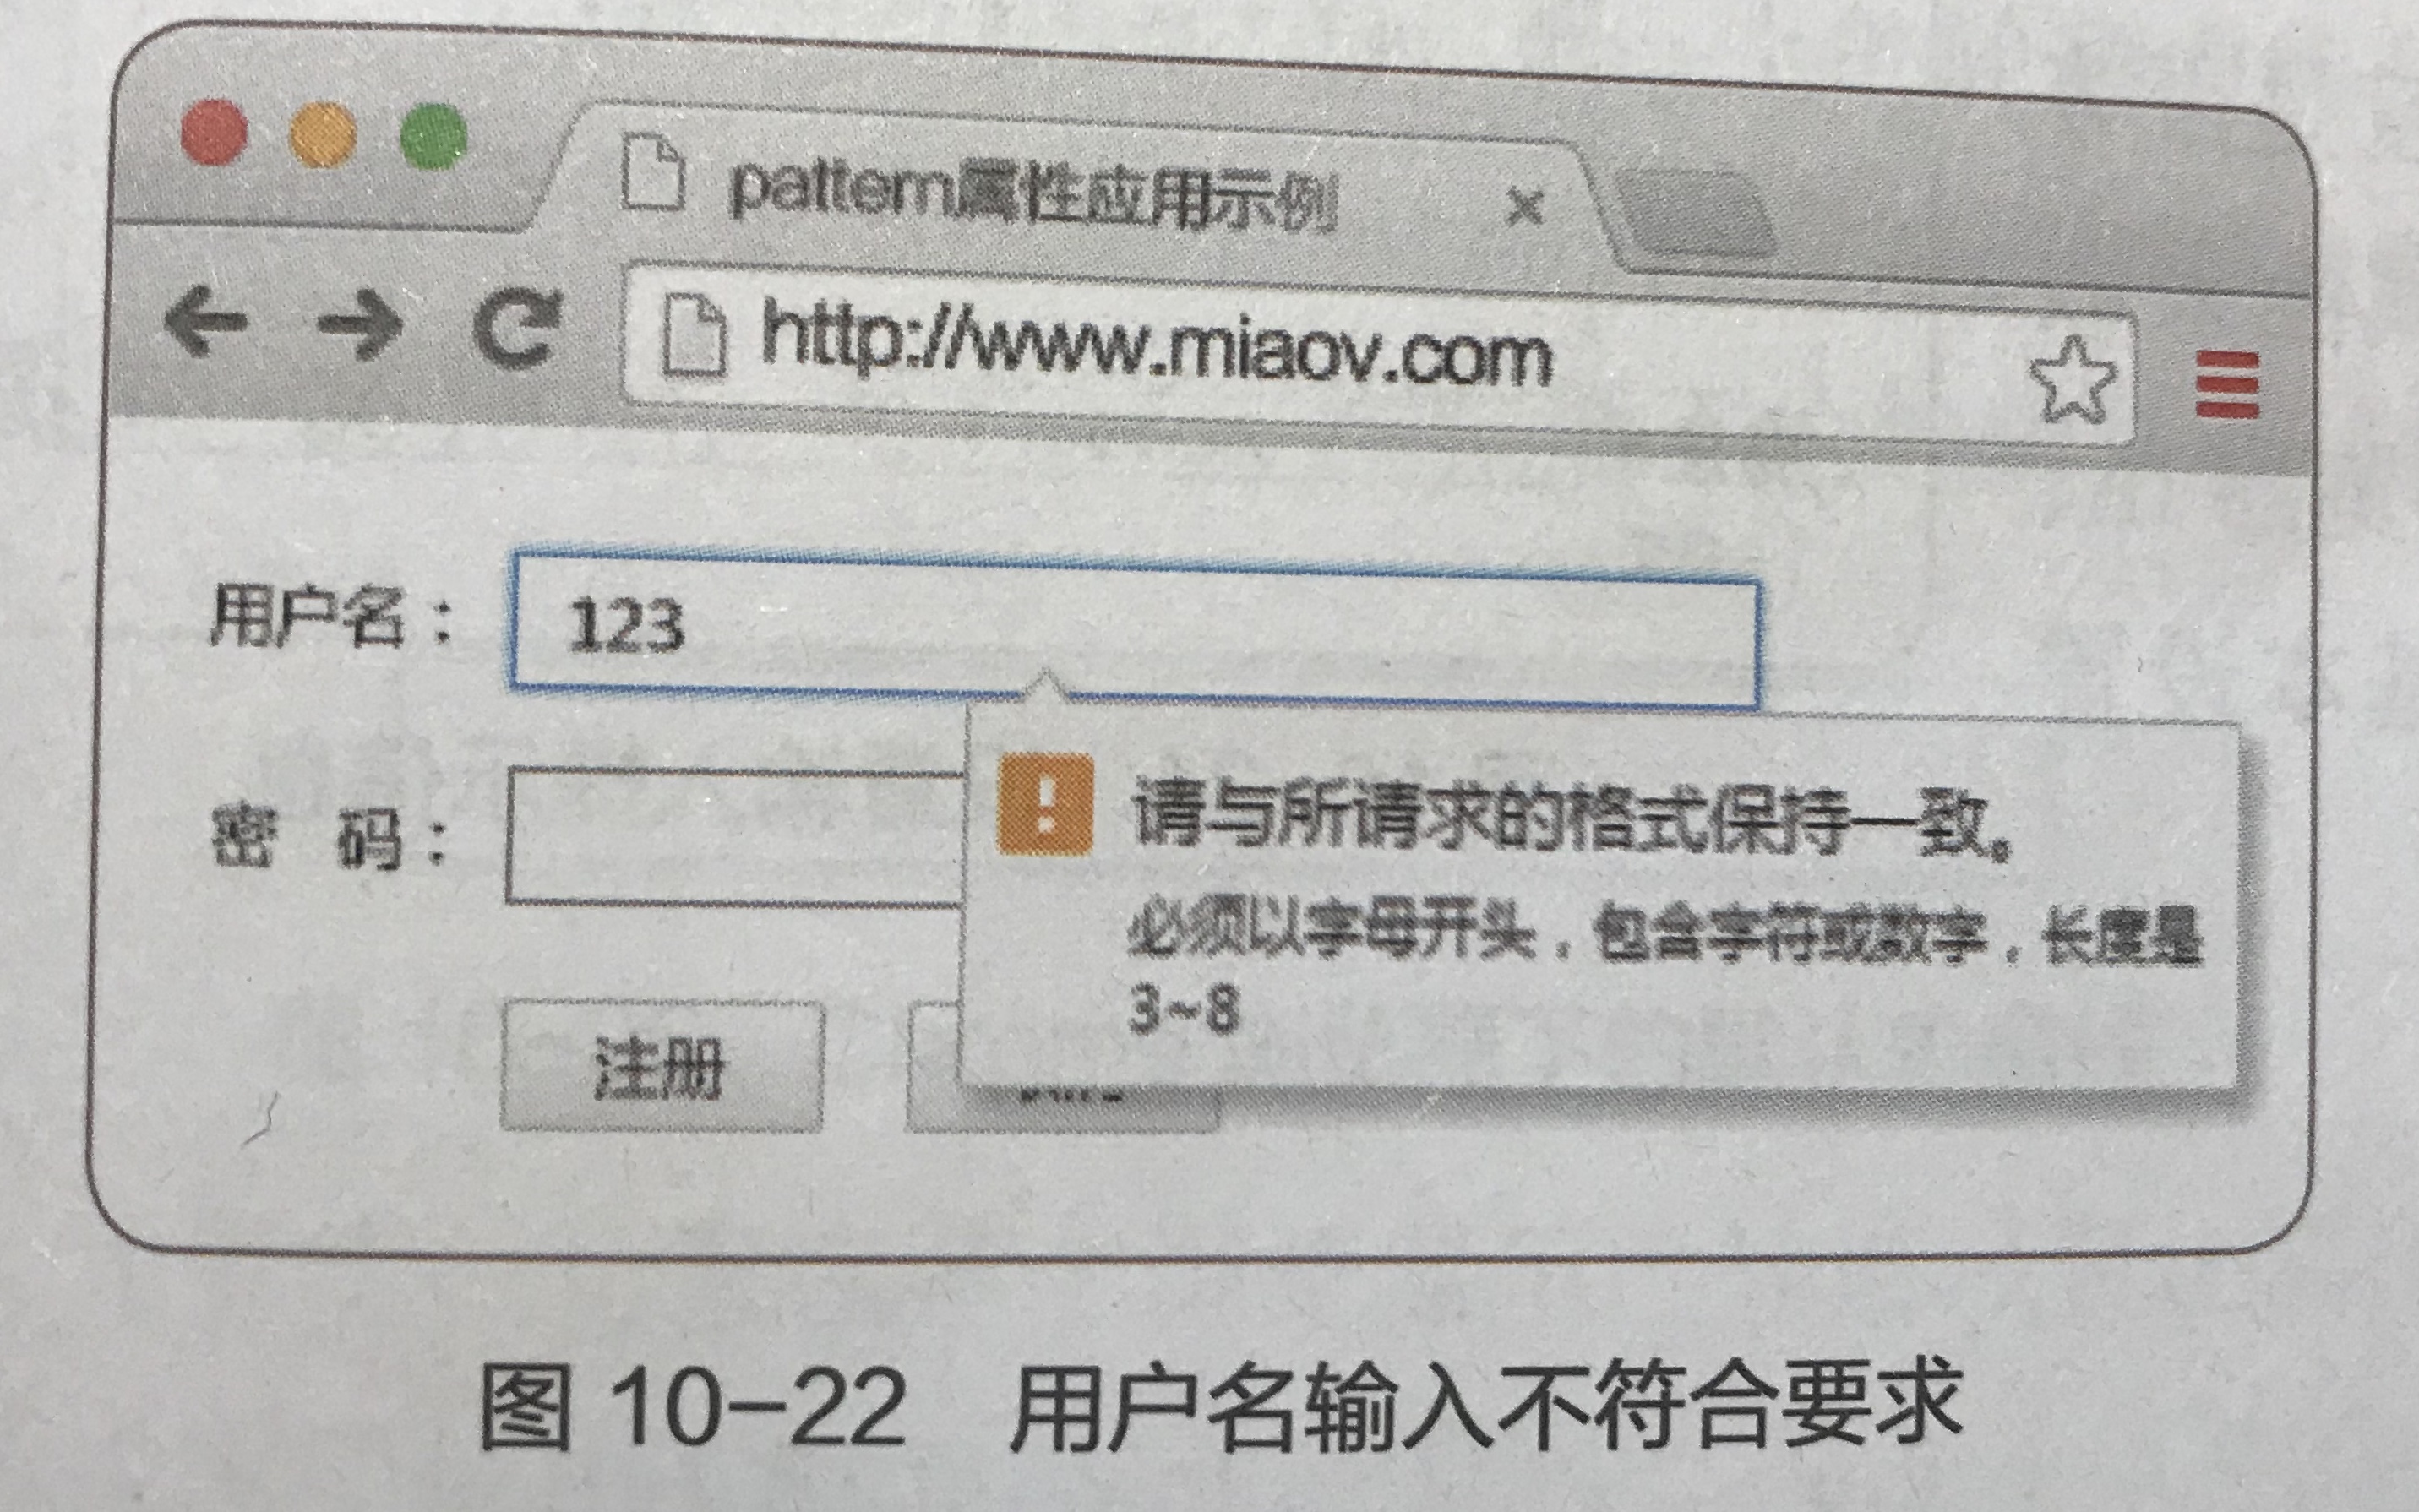 pattern属性应用示例
http://www.miaov.com
用户名：
123
密 码：
请与所请求的格式保持一致。
必须以字母开头，包含字符或数字，长度是
3~8
注册
图 10-22 用户名输入不符合要求